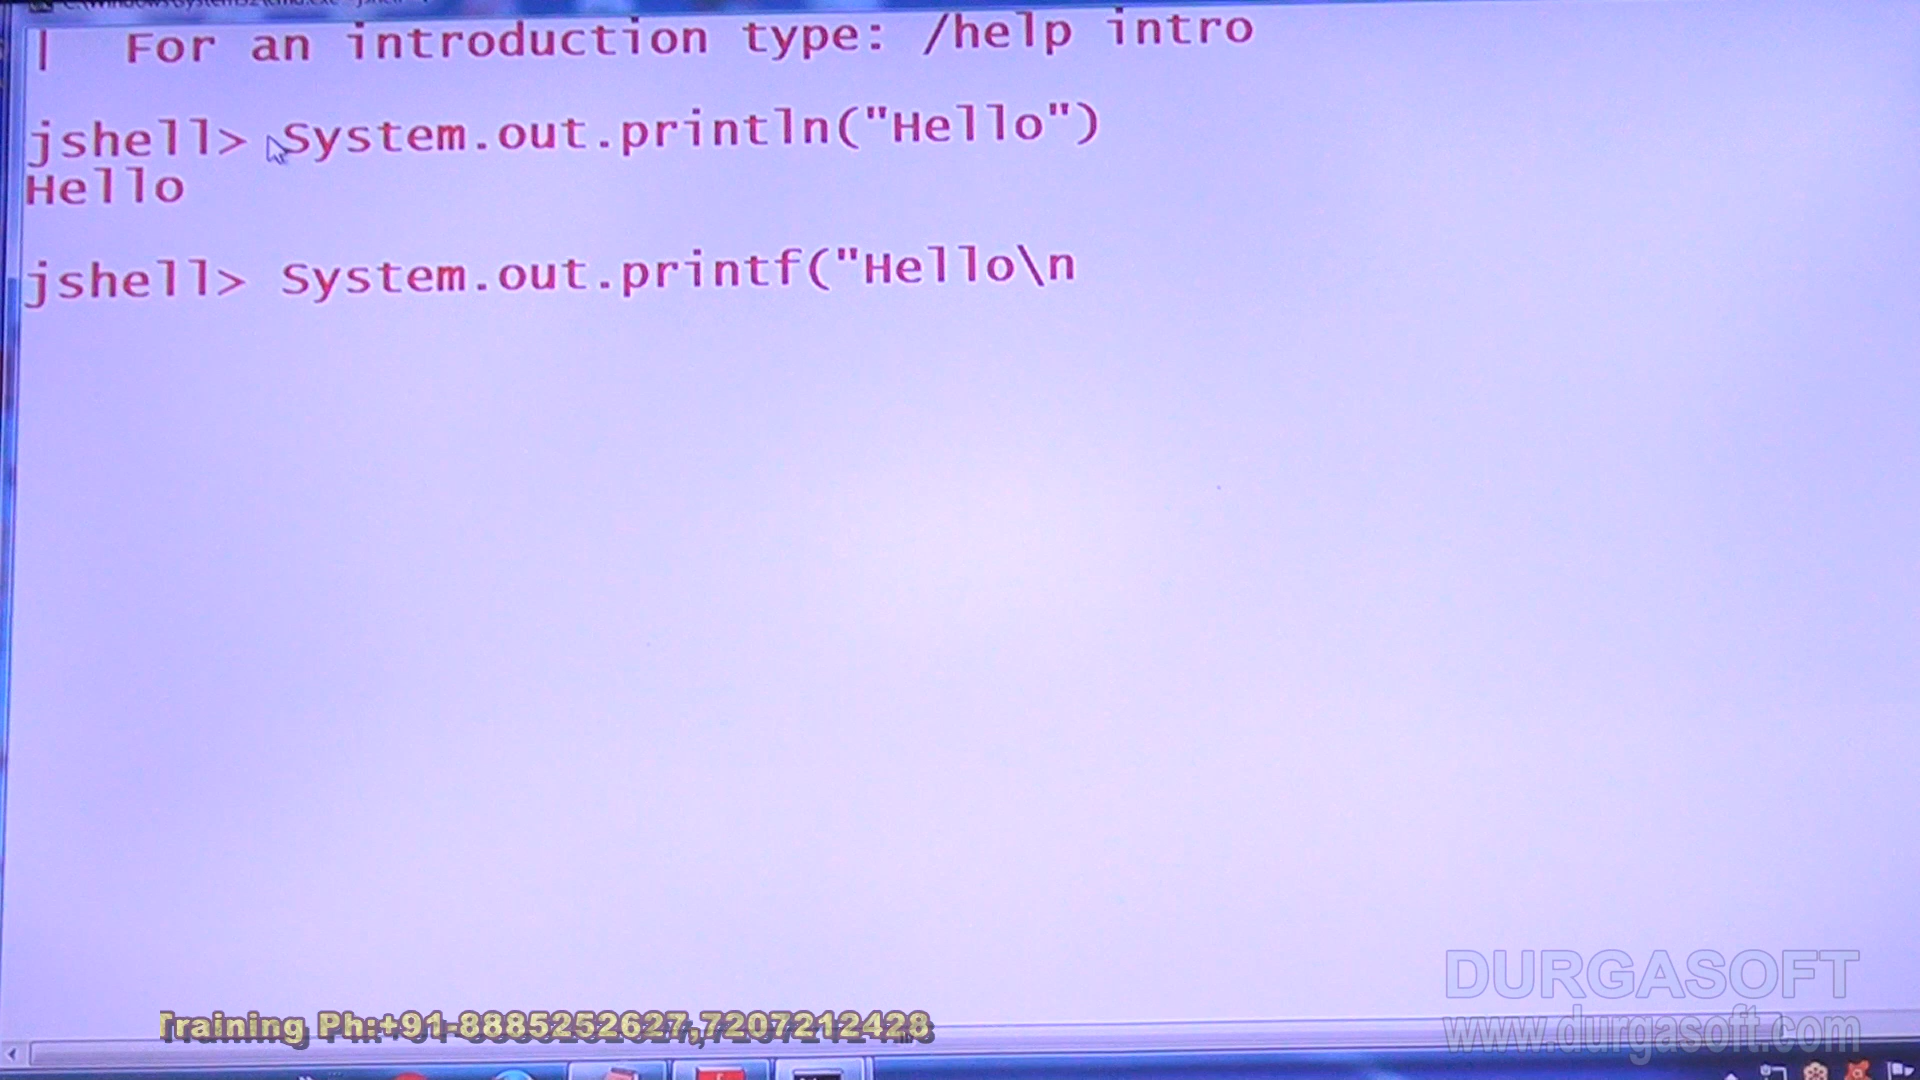 |  For an introduction type: /help intro
jshell> System.out.println("Hello")
Hello
jshell> System.out.printf("Hello\n
DURGASOFT
www.durgasoft.com
Training Ph:+91-8885252627,7207212428